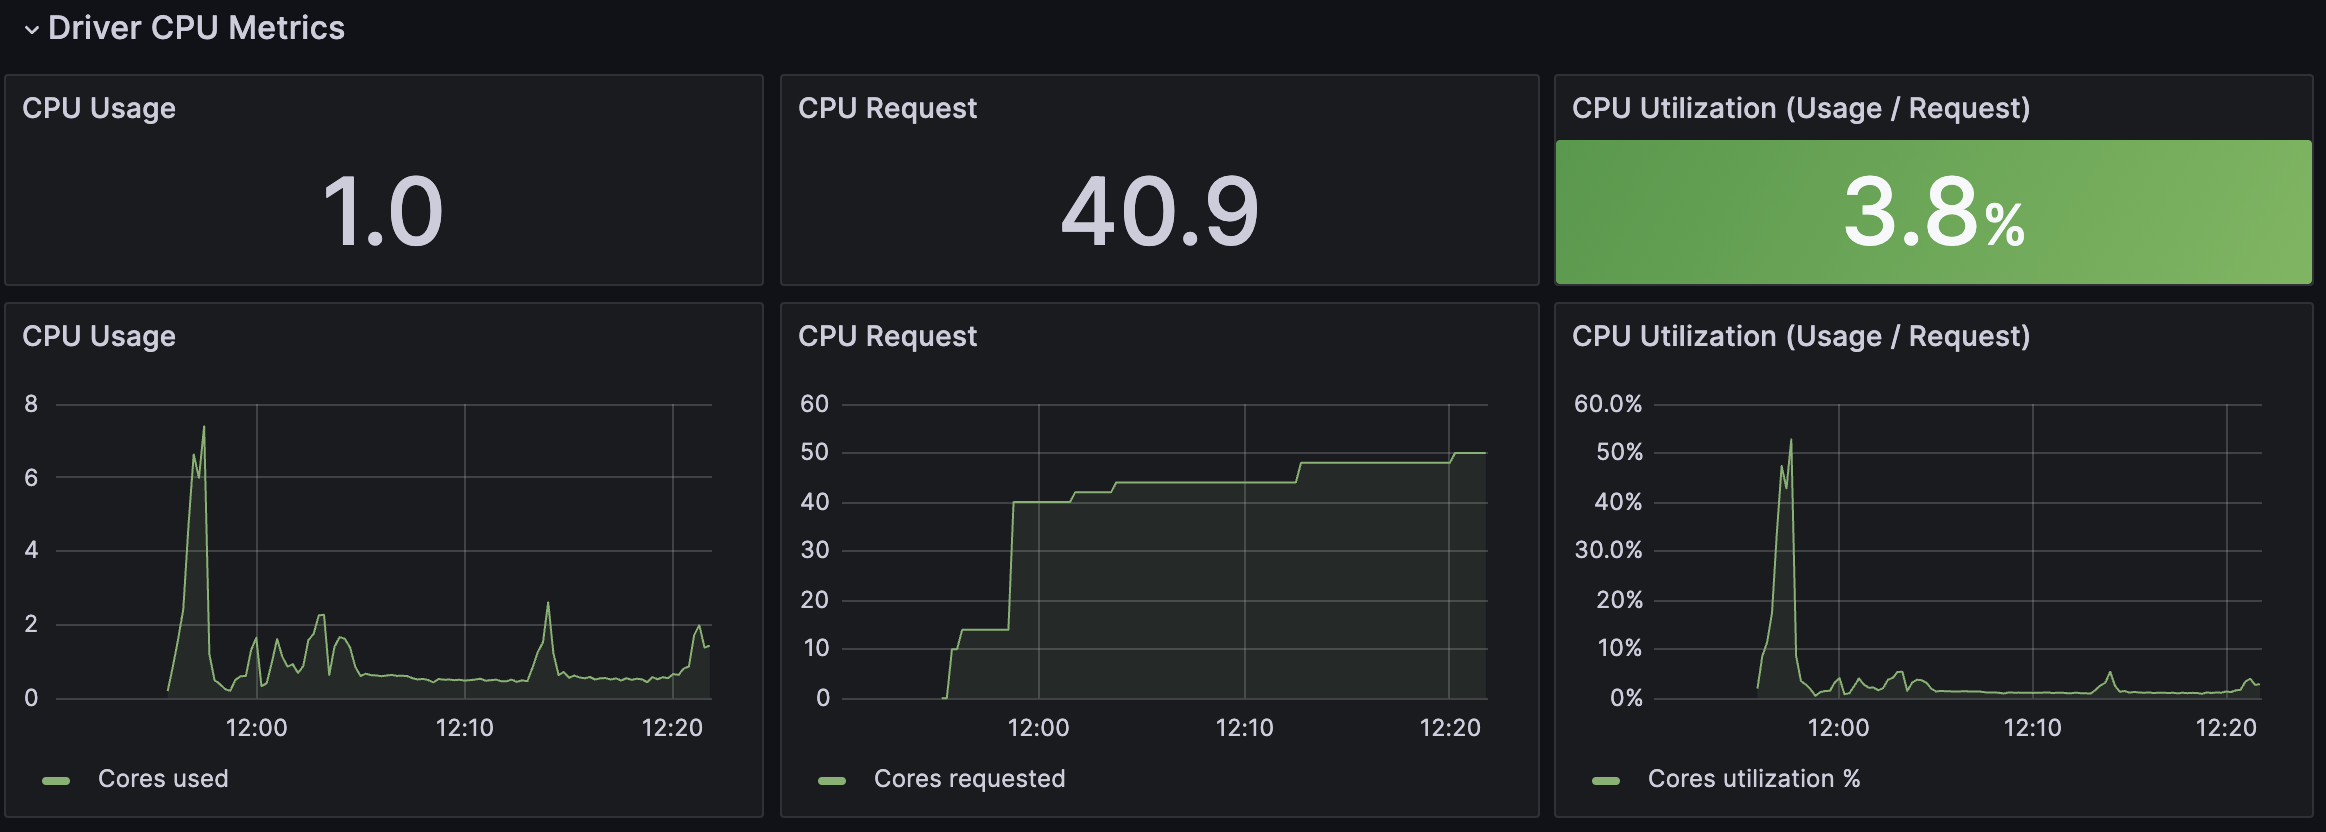 Driver CPU Metrics
CPU Usage
1.0
CPU Request
40.9
CPU Utilization (Usage / Request)
3.8%
CPU Usage
8
6
4
2
0
12:00 12:10 12:20
Cores used
CPU Request
60
50
40
30
20
10
0
12:00 12:10 12:20
Cores requested
CPU Utilization (Usage / Request)
60.0%
50%
40%
30.0%
20%
10%
0%
12:00 12:10 12:20
Cores utilization %